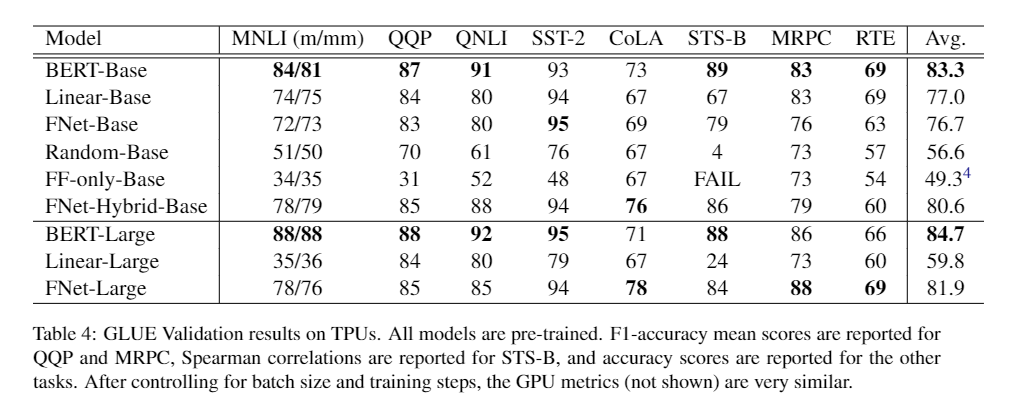 Model MNLI (m/mm) QQP QNLI SST-2 CoLA STS-B MRPC RTE Avg.
BERT-Base 84/81 87 91 93 73 89 83 69 83.3
Linear-Base 74/75 84 80 94 67 67 83 69 77.0
FNet-Base 72/73 83 80 95 69 79 76 63 76.7
Random-Base 51/50 70 61 76 67 4 73 57 56.6
FF-only-Base 34/35 31 52 48 67 FAIL 73 54 49.3⁴
FNet-Hybrid-Base 78/79 85 88 94 76 86 79 60 80.6
BERT-Large 88/88 88 92 95 71 88 86 66 84.7
Linear-Large 35/36 84 80 79 67 24 73 60 59.8
FNet-Large 78/76 85 85 94 78 84 88 69 81.9
Table 4: GLUE Validation results on TPUs. All models are pre-trained. F1-accuracy mean scores are reported for
QQP and MRPC, Spearman correlations are reported for STS-B, and accuracy scores are reported for the other
tasks. After controlling for batch size and training steps, the GPU metrics (not shown) are very similar.